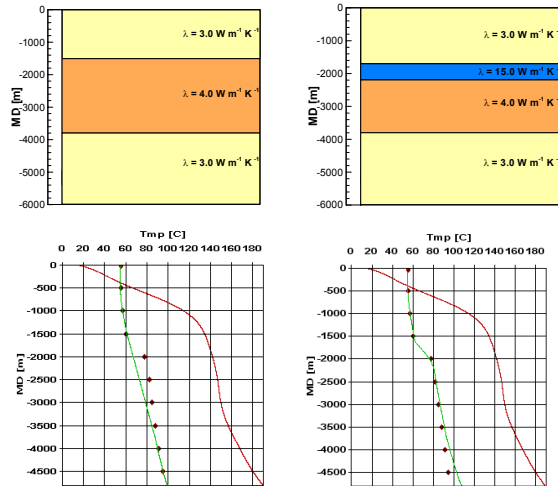 0
-1000
-2000
-3000
-4000
-5000
-6000
MD [m]
λ = 3.0 W m-1 K-1
λ = 4.0 W m-1 K-1
λ = 3.0 W m-1 K-1
0
-1000
-2000
-3000
-4000
-5000
-6000
MD [m]
λ = 3.0 W m-1 K-1
λ = 15.0 W m-1 K-1
λ = 4.0 W m-1 K-1
λ = 3.0 W m-1 K-1
Tmp [C]
0 20 40 60 80 100 120 140 160 180
0
-500
-1000
-1500
-2000
-2500
-3000
-3500
-4000
-4500
MD [m]
Tmp [C]
0 20 40 60 80 100 120 140 160 180
0
-500
-1000
-1500
-2000
-2500
-3000
-3500
-4000
-4500
MD [m]